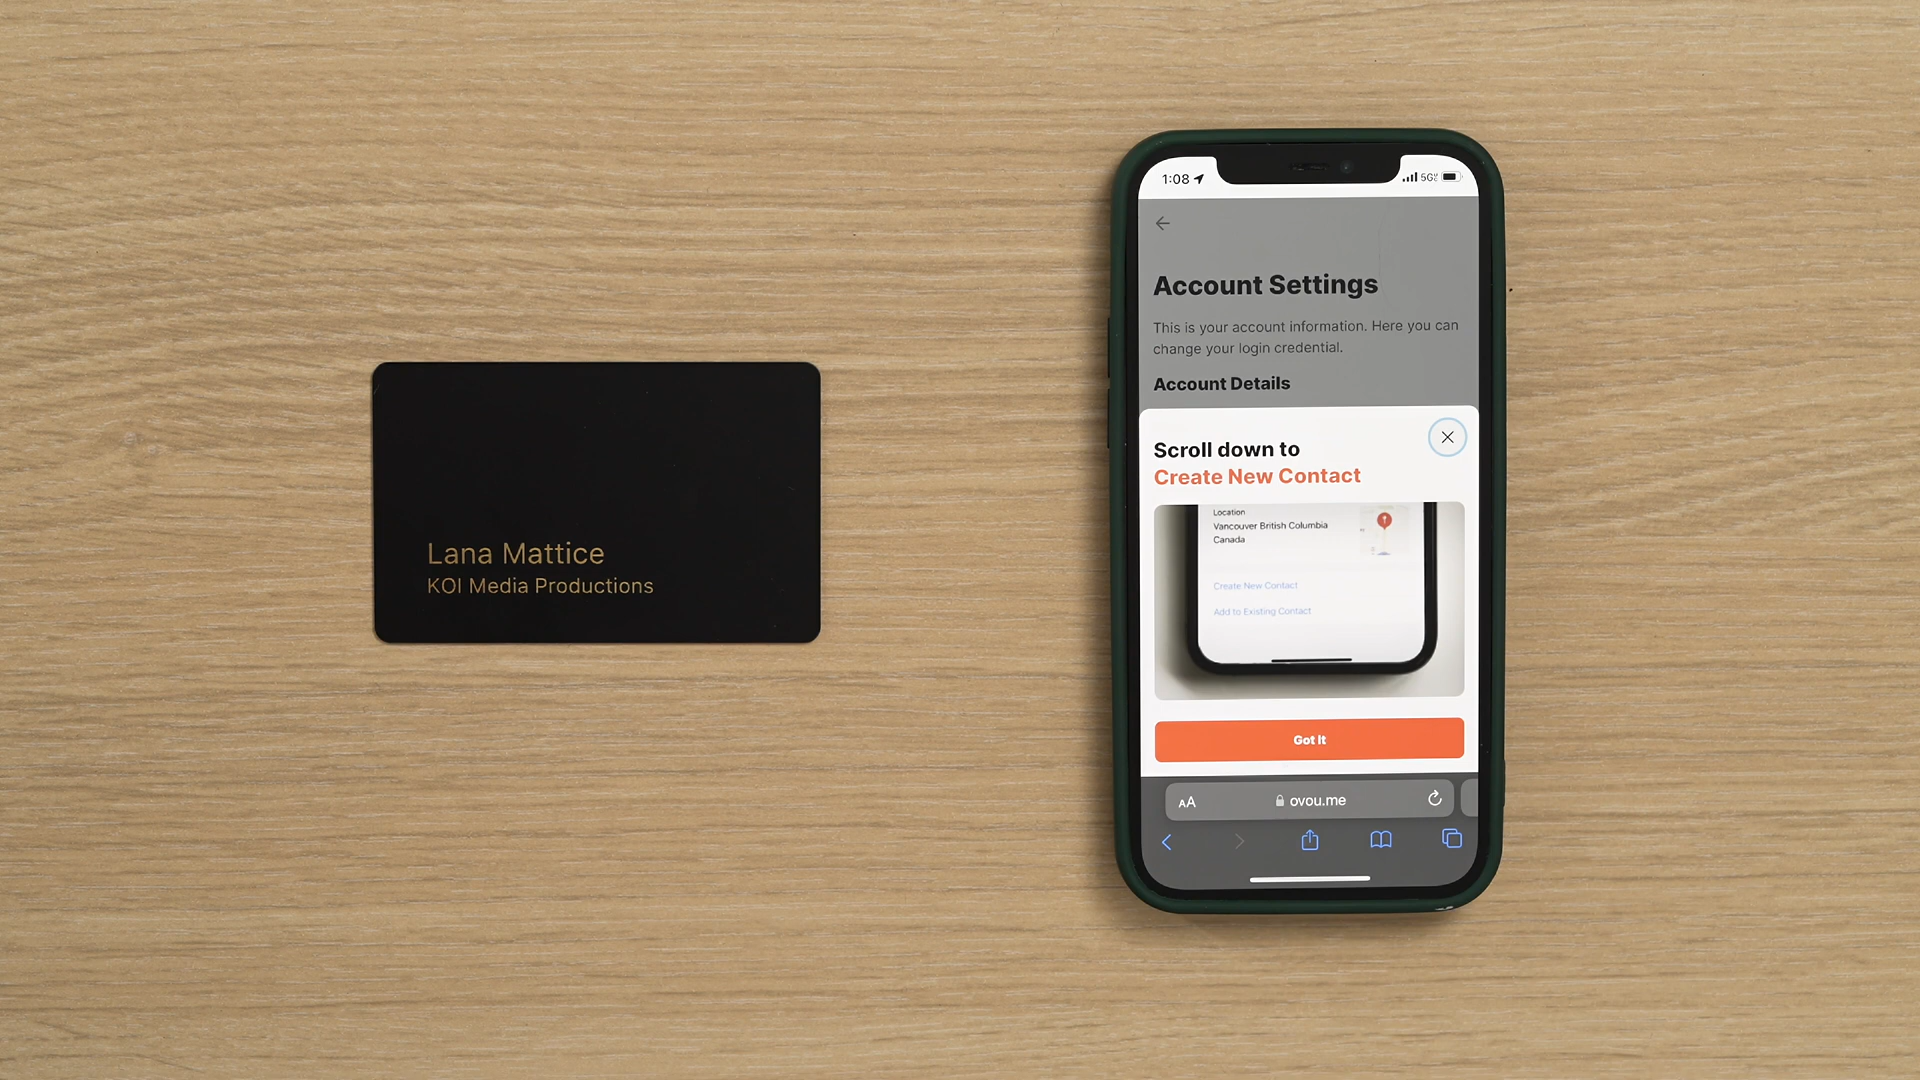 Lana Mattice
KOI Media Productions
1:08
5G
Account Settings
This is your account information. Here you can
change your login credential.
Account Details
Scroll down to
Create New Contact
Location
Vancouver British Columbia
Canada
Create New Contact
Add to Existing Contact
Got It
AA
ovou.me